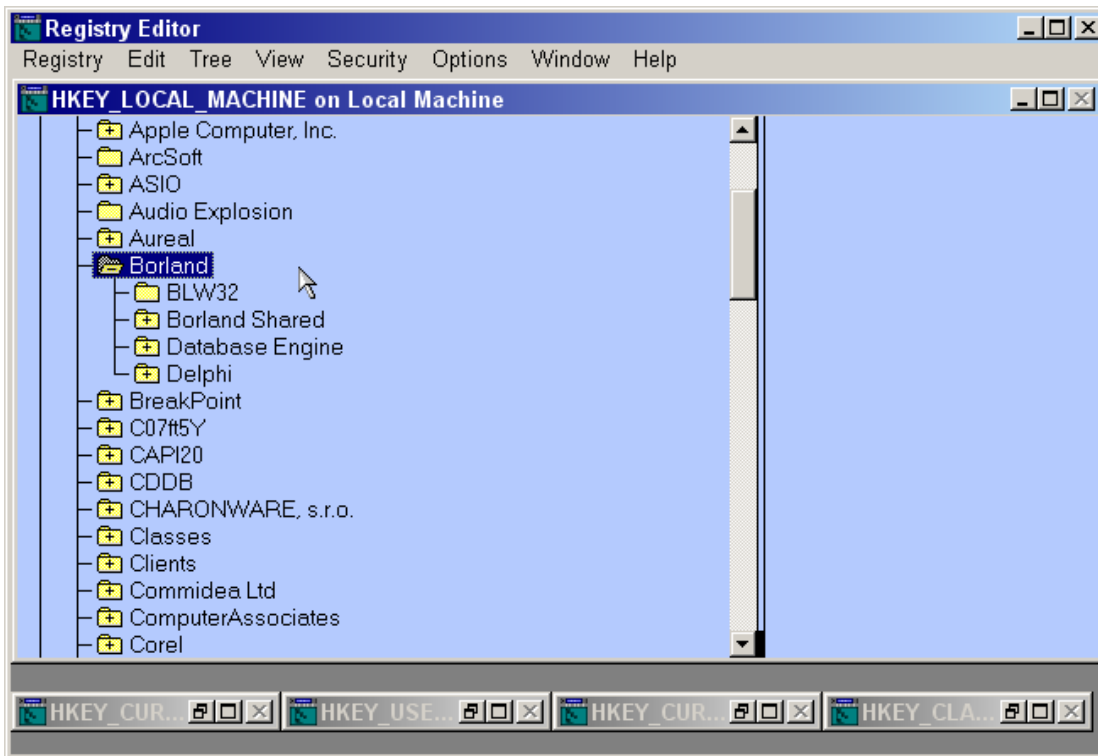 Registry Editor
Registry Edit Tree View Security Options Window Help
HKEY_LOCAL_MACHINE on Local Machine
Apple Computer, Inc.
ArcSoft
ASIO
Audio Explosion
Aureal
Borland
BLW32
Borland Shared
Database Engine
Delphi
BreakPoint
C07ft5Y
CAPI20
CDDB
CHARONWARE, s.r.o.
Classes
Clients
Commidea Ltd
ComputerAssociates
Corel
HKEY_CUR... HKEY_USE... HKEY_CUR... HKEY_CLA...